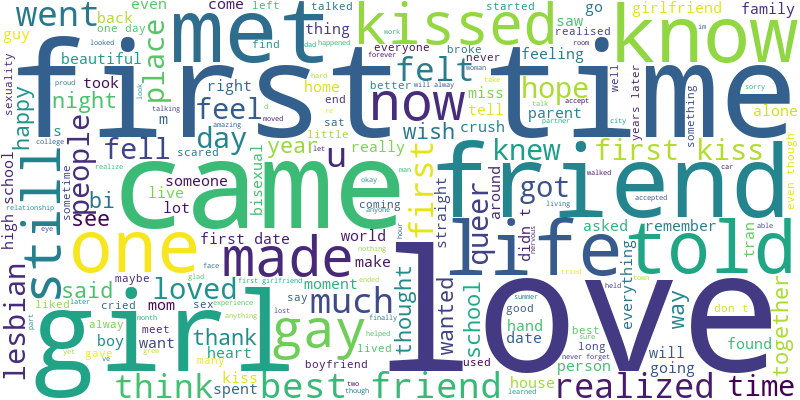 went
back
even
come
left
talked
started
go
girlfriend
family
guy
one day
met
thing
kissed
saw
realised
know
beautiful
looked
place
find
dad
happened
everyone
broke
never
work
room
im
forever
felt
feeling
sexuality
proud
took
first time
right
better
will alway
woman
hard
take
well
sorry
happy
night
look
feel
home
now
hope
miss
tell
talk
accept
parent
years later
something
alone
talking
d
m
end
moved
amazing
re
sat
wish
crush
partner
city
s
college
day
little
let
people
fell
scared
year
u
really
knew
first kiss
even though
still
realize
okay
man
high school
sometime
bi
someone
live
bisexual
came
coming
anyone
first
straight
friend
got
around
walked
car
accepted
living
relationship
see
lot
eye
one
first date
world
hour
queer
didn t
nervous
asked
remember
tran
able
lesbian
made
make
nothing
life
told
maybe
face
first girlfriend
ended
tried
everything
said
loved
moment
thought
wanted
held
town
way
liked
later
cried
mom
sex
experience
glad
say
much
school
summer
good
don t
together
part
alway
month
anything
lost
finally
hand
best
found
girl
boy
meet
want
thank
gay
helped
date
sure
long
will
going
yet
gave
grew
ve
many
heart
lived
love
never forget
person
kiss
boyfriend
used
think
spent
best friend
two
though
house
learned
realized
time